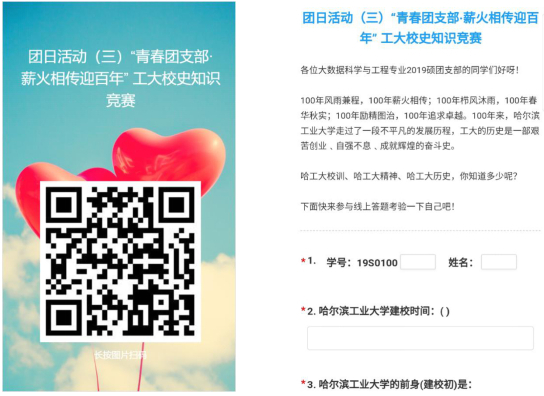 团日活动（三）“青春团支部·
薪火相传迎百年” 工大校史知识
竞赛
长按图片扫码
团日活动（三）“青春团支部·薪火相传迎百
年” 工大校史知识竞赛
各位大数据科学与工程专业2019硕团支部的同学们好呀！
100年风雨兼程，100年薪火相传；100年栉风沐雨，100年春
华秋实；100年励精图治，100年追求卓越。100年来，哈尔滨
工业大学走过了一段不平凡的发展历程，工大的历史是一部艰
苦创业﹑自强不息﹑成就辉煌的奋斗史。
哈工大校训、哈工大精神、哈工大历史，你知道多少呢？
下面快来参与线上答题考验一下自己吧！
*1. 学号：19S0100 姓名：
*2. 哈尔滨工业大学建校时间：( )
*3. 哈尔滨工业大学的前身(建校初)是：